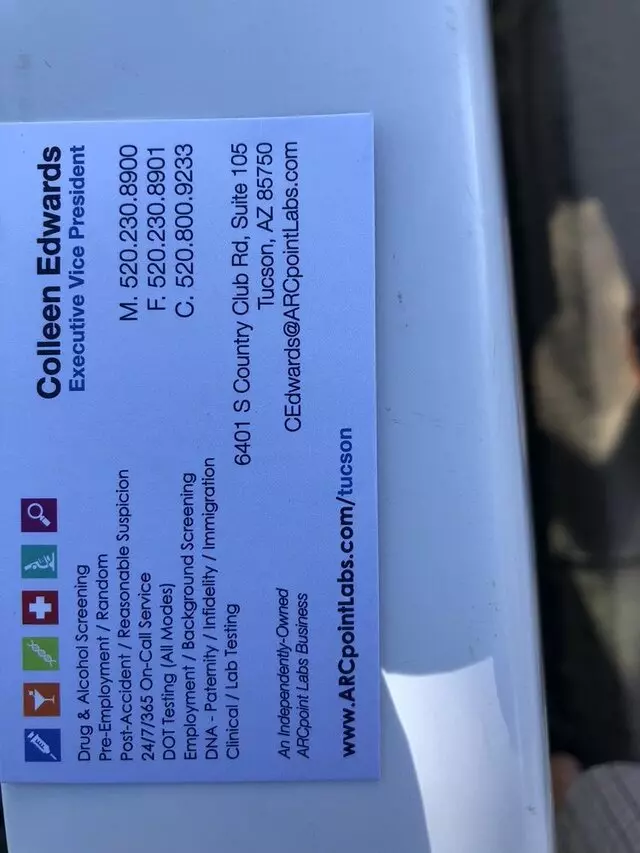 Colleen Edwards
Executive Vice President
M. 520.230.8900
F. 520.230.8901
C. 520.800.9233
6401 S Country Club Rd, Suite 105
Tucson, AZ 85750
CEdwards@ARCpointLabs.com
Drug & Alcohol Screening
Pre-Employment / Random
Post-Accident / Reasonable Suspicion
24/7/365 On-Call Service
DOT Testing (All Modes)
Employment / Background Screening
DNA - Paternity / Infidelity / Immigration
Clinical / Lab Testing
An Independently-Owned
ARCpoint Labs Business
www.ARCpointLabs.com/tucson